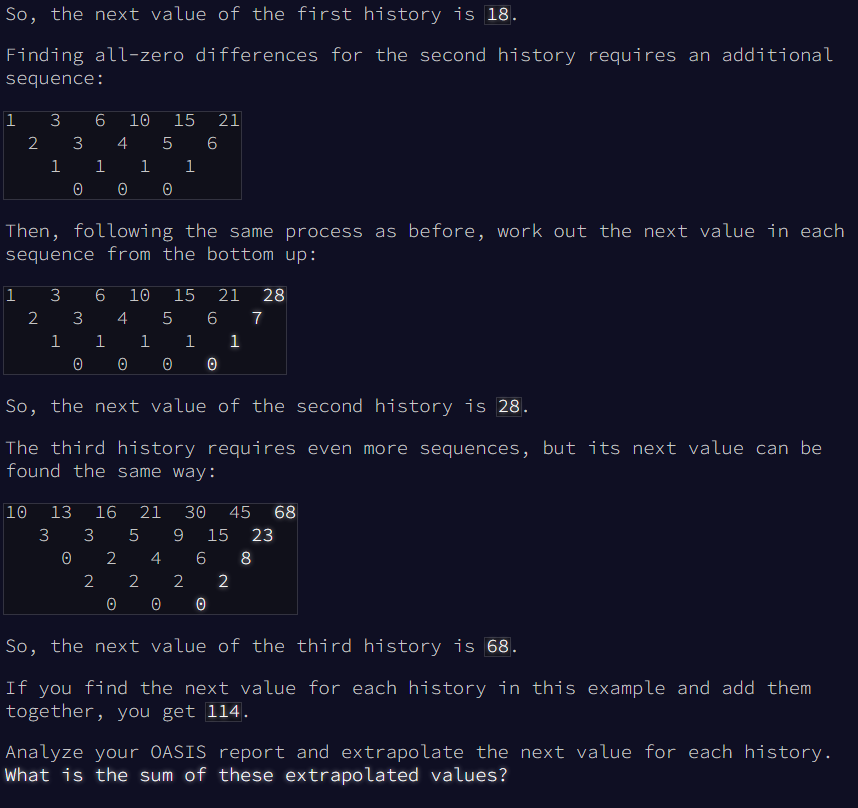 So, the next value of the first history is 18.
Finding all-zero differences for the second history requires an additional
sequence:
1   3   6  10  15  21
  2   3   4   5   6
    1   1   1   1
      0   0   0
Then, following the same process as before, work out the next value in each
sequence from the bottom up:
1   3   6  10  15  21  28
  2   3   4   5   6   7
    1   1   1   1   1
      0   0   0   0
So, the next value of the second history is 28.
The third history requires even more sequences, but its next value can be
found the same way:
10  13  16  21  30  45  68
   3   3   5   9  15  23
     0   2   4   6   8
       2   2   2   2
         0   0   0
So, the next value of the third history is 68.
If you find the next value for each history in this example and add them
together, you get 114.
Analyze your OASIS report and extrapolate the next value for each history.
What is the sum of these extrapolated values?